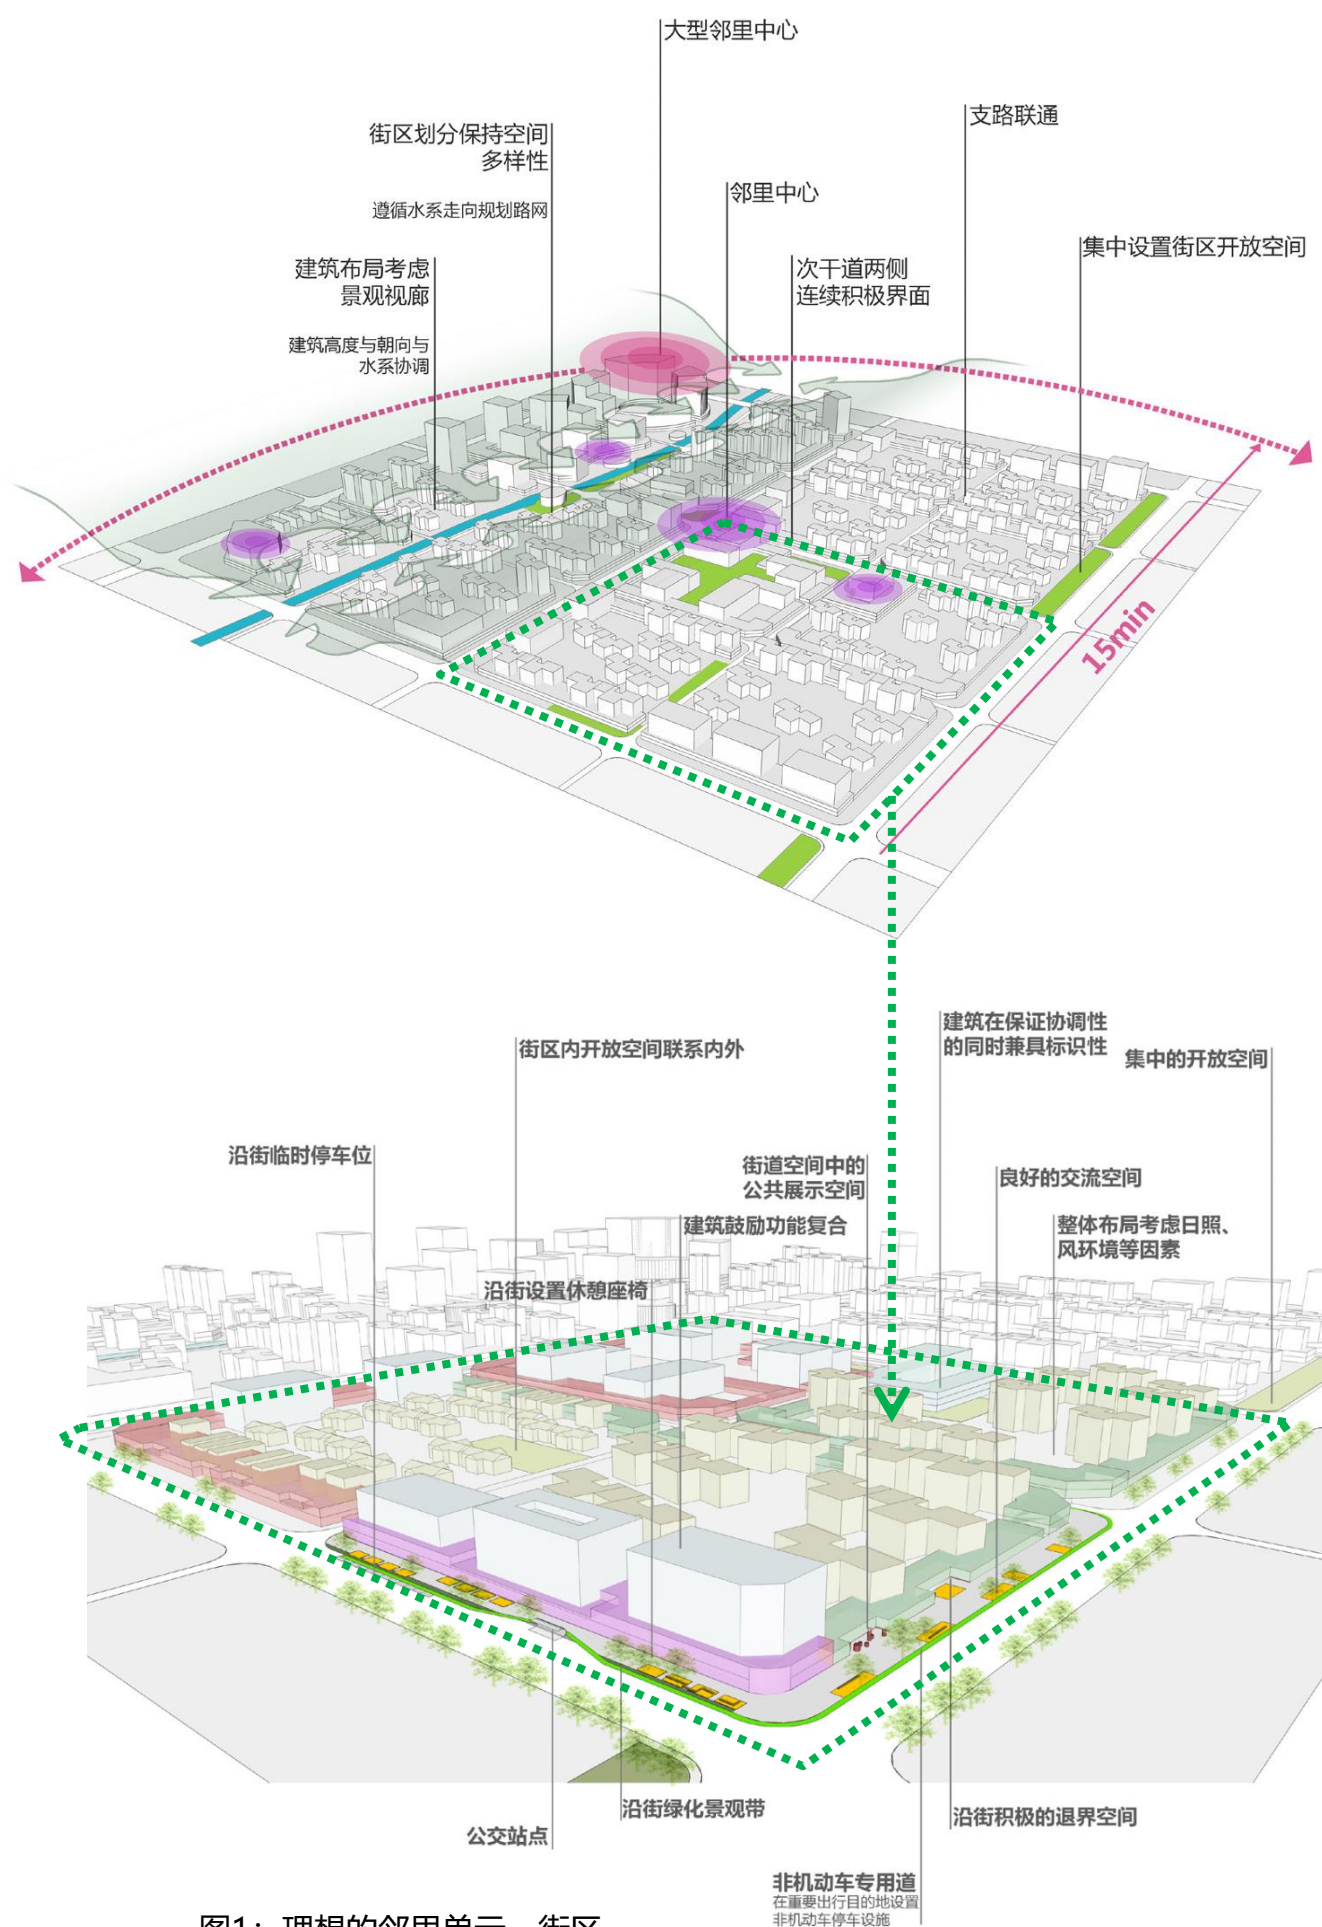 大型邻里中心
支路联通
街区划分保持空间
多样性
遵循水系走向规划路网
邻里中心
集中设置街区开放空间
建筑布局考虑
景观视廊
建筑高度与朝向与
水系协调
次干道两侧
连续积极界面
15min
建筑在保证协调性
的同时兼具标识性
街区内开放空间联系内外
集中的开放空间
沿街临时停车位
街道空间中的
公共展示空间
良好的交流空间
建筑鼓励功能复合
整体布局考虑日照、
风环境等因素
沿街设置休憩座椅
沿街绿化景观带
沿街积极的退界空间
公交站点
非机动车专用道
在重要出行目的地设置
非机动车停车设施
图1：理想的邻里单元—街区